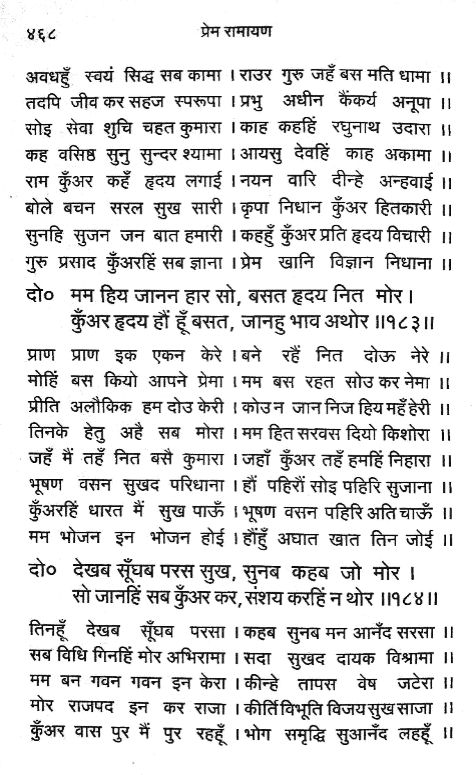 ४६८
प्रेम रामायण
अवधहुँ स्वयं सिद्ध सब कामा । राउर गुरु जहँ बस मति धामा ।।
तदपि जीव कर सहज स्परूपा । प्रभु अधीन कैंकर्य अनूपा ।।
सोइ सेवा शुचि चहत कुमारा । काह कहहिं रघुनाथ उदारा ।।
कह वसिष्ठ सुनु सुन्दर श्यामा । आयसु देवहिं काह अकामा ।।
राम कुँअर कहँ हृदय लगाई । नयन वारि दीन्हे अन्हवाई ।।
बोले बचन सरल सुख सारी । कृपा निधान कुँअर हितकारी ।।
सुनहि सुजन जन बात हमारी । कहहुँ कुँअर प्रति हृदय विचारी ।।
गुरु प्रसाद कुँअरहिं सब ज्ञाना । प्रेम खानि विज्ञान निधाना ।।
दो० मम हिय जानन हार सो, बसत हृदय नित मोर ।
कुँअर हृदय हौं हूँ बसत, जानहु भाव अथोर ।।१८३।।
प्राण प्राण इक एकन केरे । बने रहैं नित दोऊ नेरे ।।
मोहिं बस कियो आपने प्रेमा । मम बस रहत सोउ कर नेमा ।।
प्रीति अलौकिक हम दोउ केरी । कोउ न जान निज हिय महँ हेरी ।।
तिनके हेतु अहै सब मोरा । मम हित सरवस दियो किशोरा ।।
जहँ मैं तहँ नित बसै कुमारा । जहाँ कुँअर तहँ हमहिं निहारा ।।
भूषण वसन सुखद परिधाना । हौं पहिरौं सोइ पहिरि सुजाना ।।
कुँअरहिं धारत मैं सुख पाऊँ । भूषण वसन पहिरि अति चाऊँ ।।
मम भोजन इन भोजन होई । हौंहुँ अघात खात तिन जोई ।।
दो० देखब सूँघब परस सुख, सुनब कहब जो मोर ।
सो जानहिं सब कुँअर कर, संशय करहिं न थोर ।।१८४।।
तिनहूँ देखब सूँघब परसा । कहब सुनब मन आनँद सरसा ।।
सब विधि गिनहिं मोर अभिरामा । सदा सुखद दायक विश्रामा ।।
मम बन गवन गवन इन केरा । कीन्हे तापस वेष जटेरा ।।
मोर राजपद इन कर राजा । कीर्ति विभूति विजय सुख साजा ।।
कुँअर वास पुर मैं पुर रहहूँ । भोग समृद्धि सुआनँद लहहूँ ।।